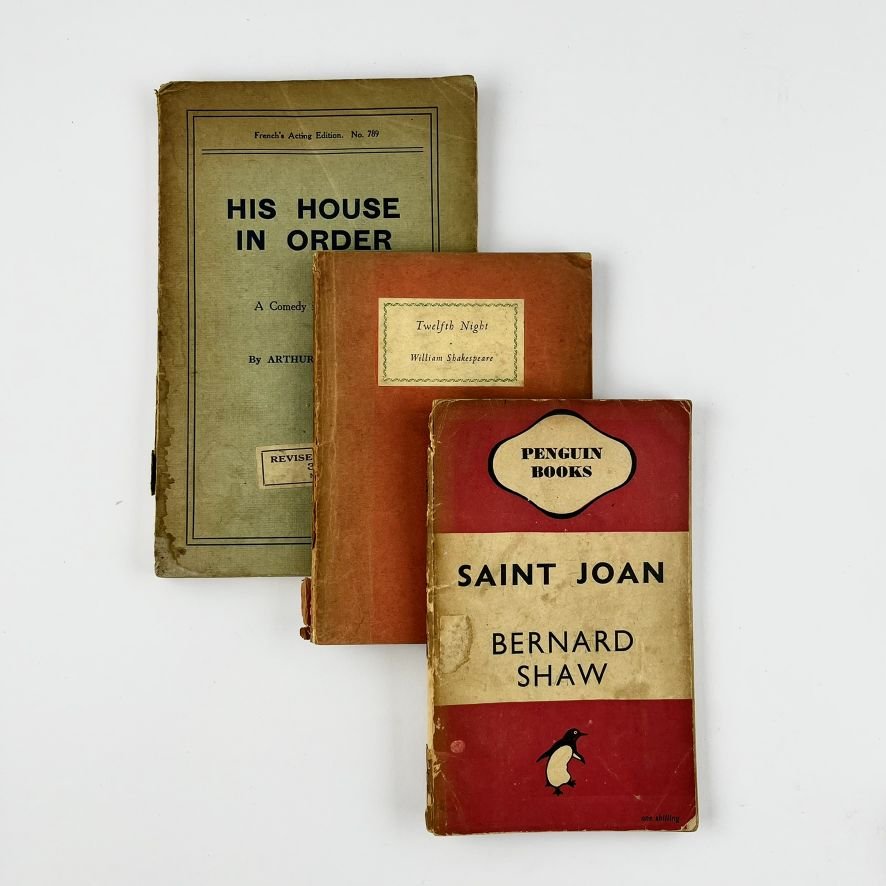 French's Acting Edition. No. 789
HIS HOUSE
IN ORDER
A Comedy
By ARTHUR
REVISE
3
Twelfth Night
William Shakespeare
PENGUIN
BOOKS
SAINT JOAN
BERNARD
SHAW
one shilling